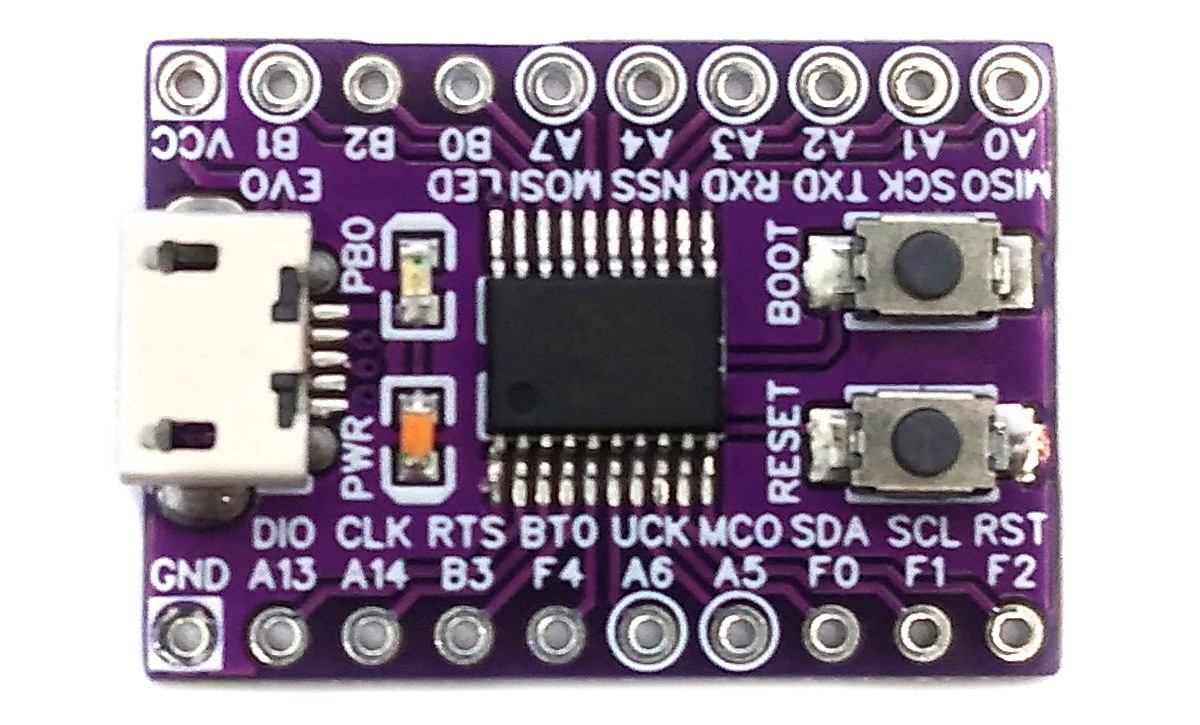 MISO SCK TXD RXD NSS MOSI LED EVO
A0 A1 A2 A3 A4 A7 B0 B2 B1 VCC
PB0
BOOT
PWR
RESET
DIO CLK RTS BT0 UCK MCO SDA SCL RST
GND A13 A14 B3 F4 A6 A5 F0 F1 F2